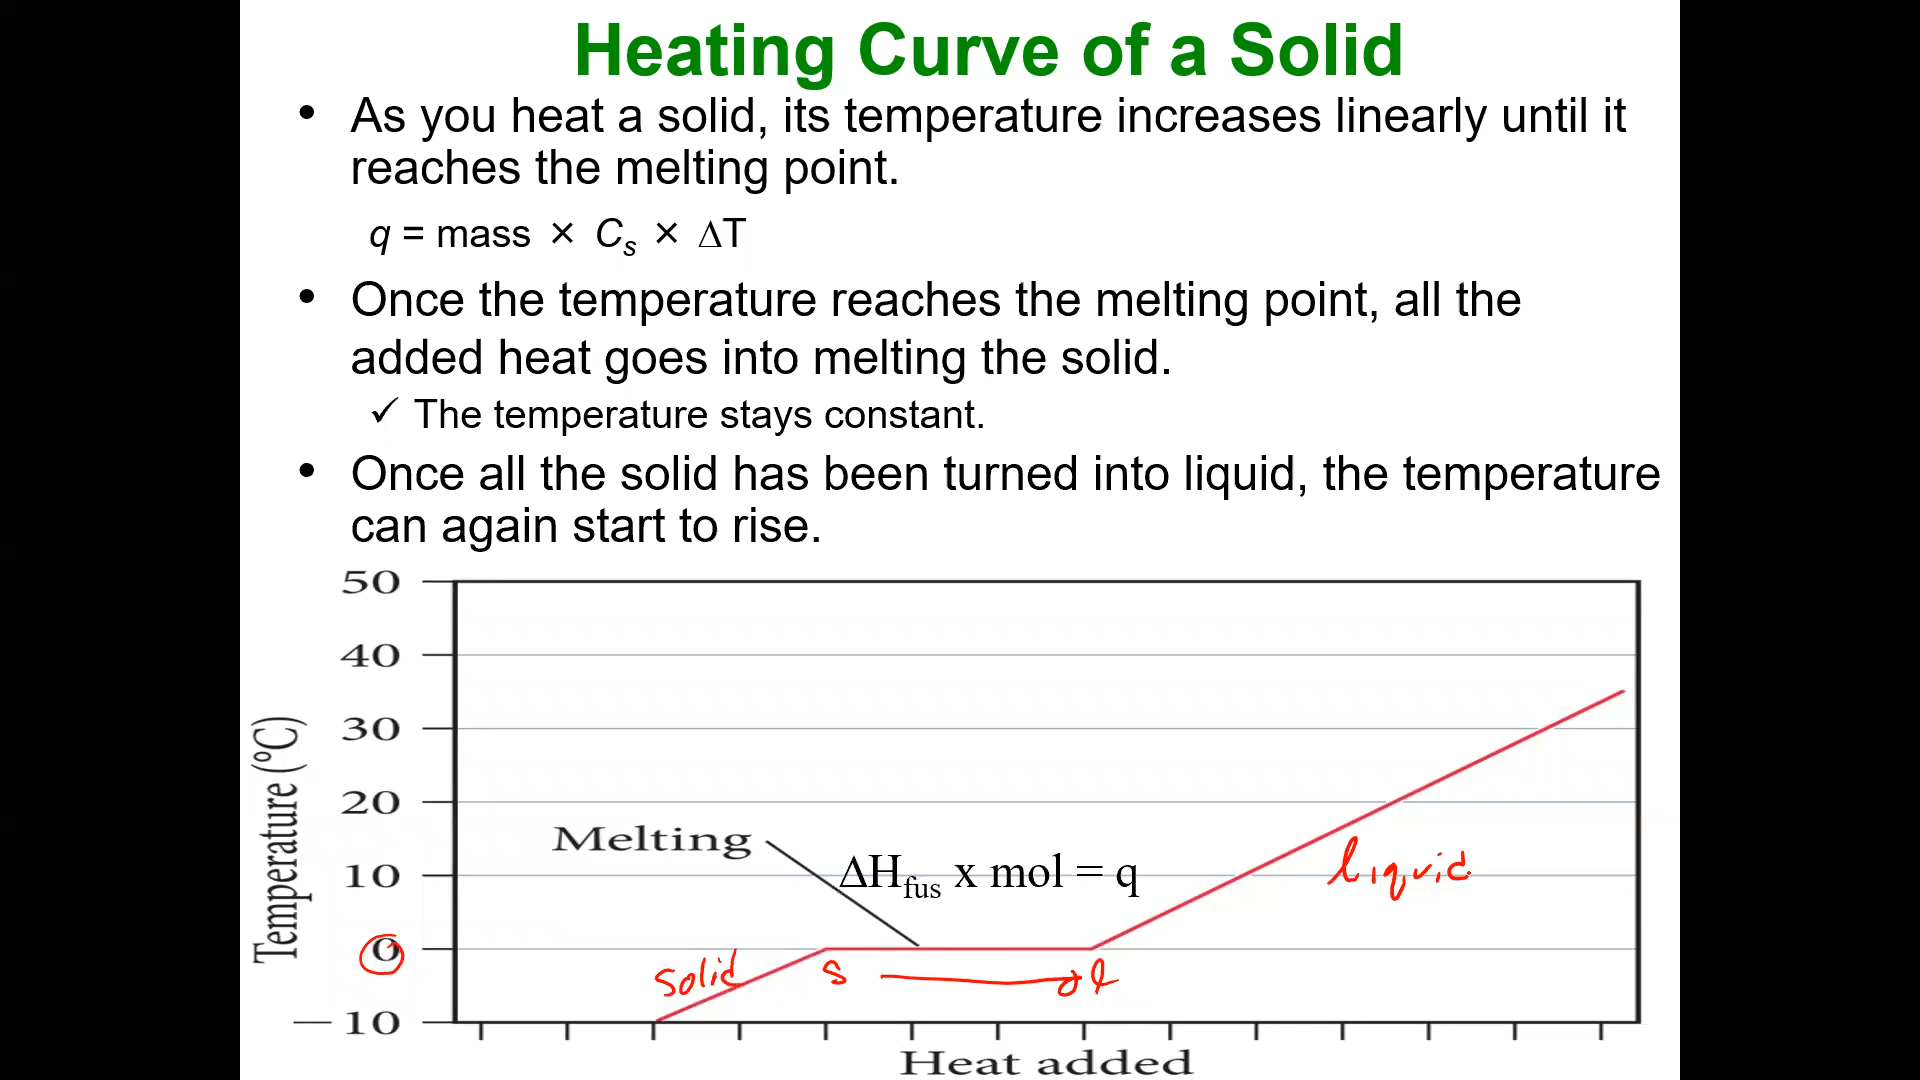 Heating Curve of a Solid
• As you heat a solid, its temperature increases linearly until it
reaches the melting point.
q = mass × Cs × ΔT
• Once the temperature reaches the melting point, all the
added heat goes into melting the solid.
✓ The temperature stays constant.
• Once all the solid has been turned into liquid, the temperature
can again start to rise.
50
40
30
20
Melting
ΔHfus x mol = q
10
liquid
Temperature (°C)
0
solid
s → l
—10
Heat added